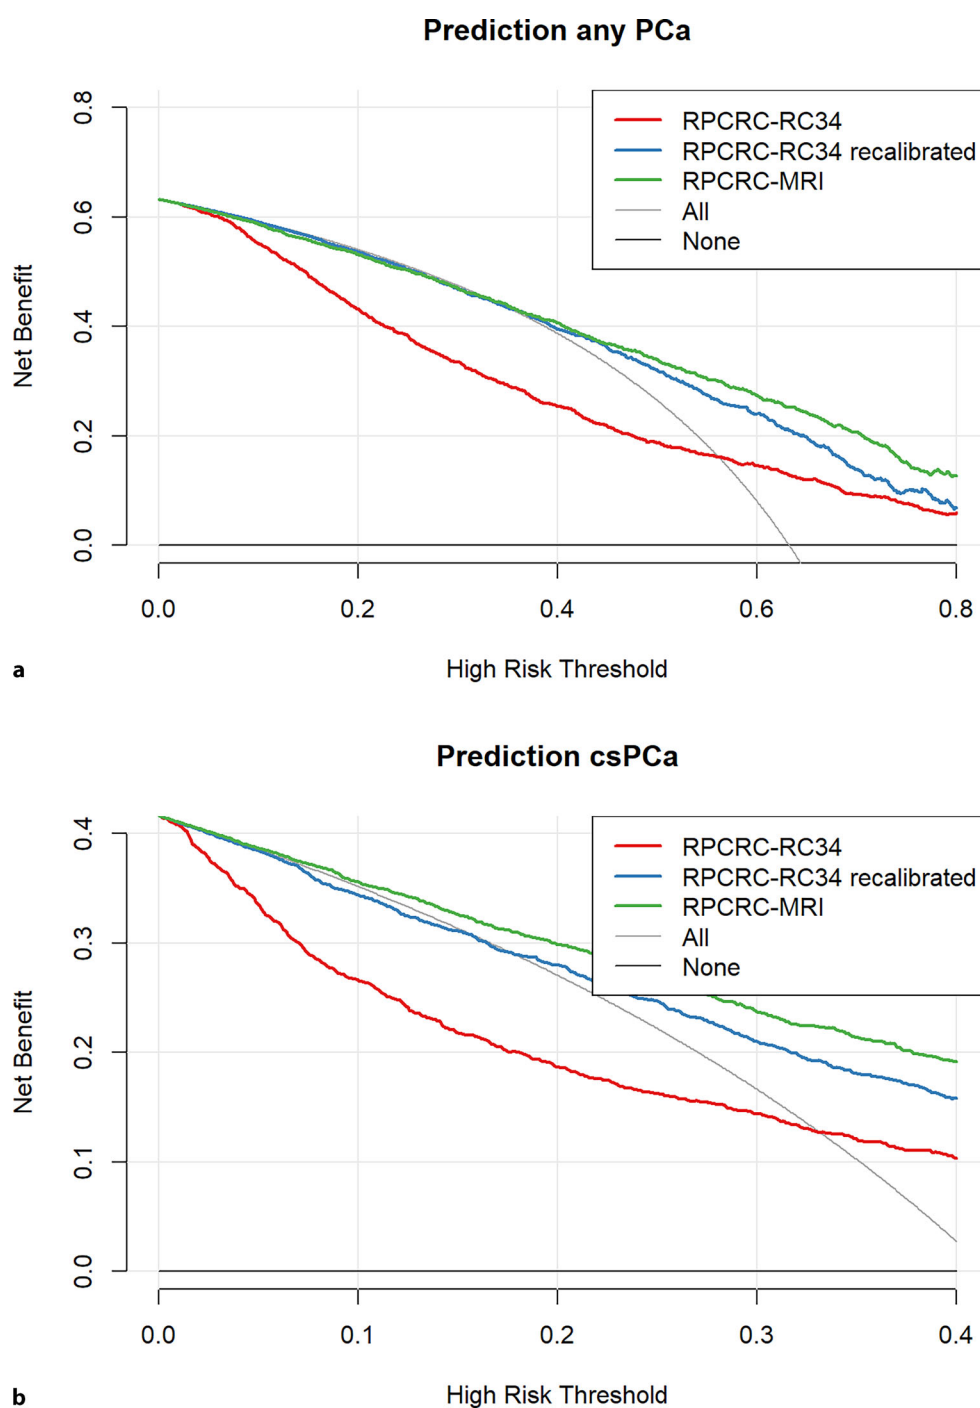 Prediction any PCa
RPCRC-RC34
RPCRC-RC34 recalibrated
RPCRC-MRI
All
None
Net Benefit
0.8
0.6
0.4
0.2
0.0
0.0 0.2 0.4 0.6 0.8
High Risk Threshold
a
Prediction csPCa
RPCRC-RC34
RPCRC-RC34 recalibrated
RPCRC-MRI
All
None
Net Benefit
0.4
0.3
0.2
0.1
0.0
0.0 0.1 0.2 0.3 0.4
High Risk Threshold
b